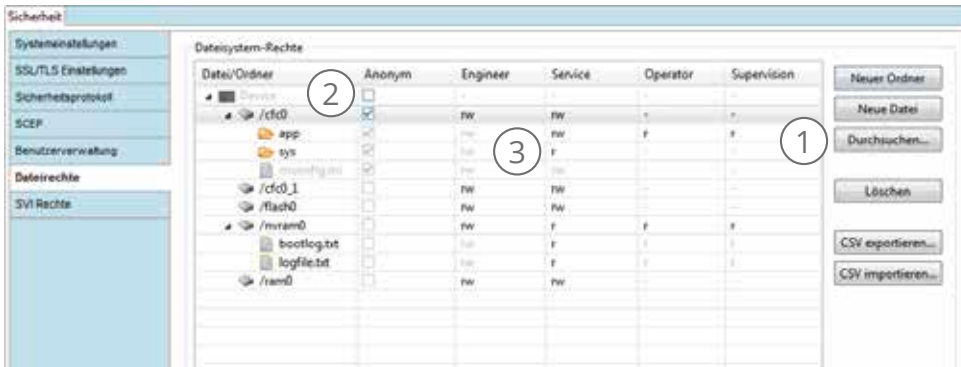 Sicherheit
Systemeinstellungen
SSL/TLS Einstellungen
Sicherheitsprotokoll
SCEP
Benutzerverwaltung
Dateirechte
SVI Rechte
Dateisystem-Rechte
Datei/Ordner Anonym Engineer Service Operator Supervision
Device - - - -
/cfc0 rw rw - -
app rw rw r r
sys rw r - -
rw rw - -
/cfc0_1 rw rw - -
/flash0 rw rw - -
/nvram0 rw r r r
bootlog.txt rw r r r
logfile.txt rw r r r
/ram0 rw rw - -
Neuer Ordner
Neue Datei
Durchsuchen...
Löschen
CSV exportieren...
CSV importieren...
1
2
3